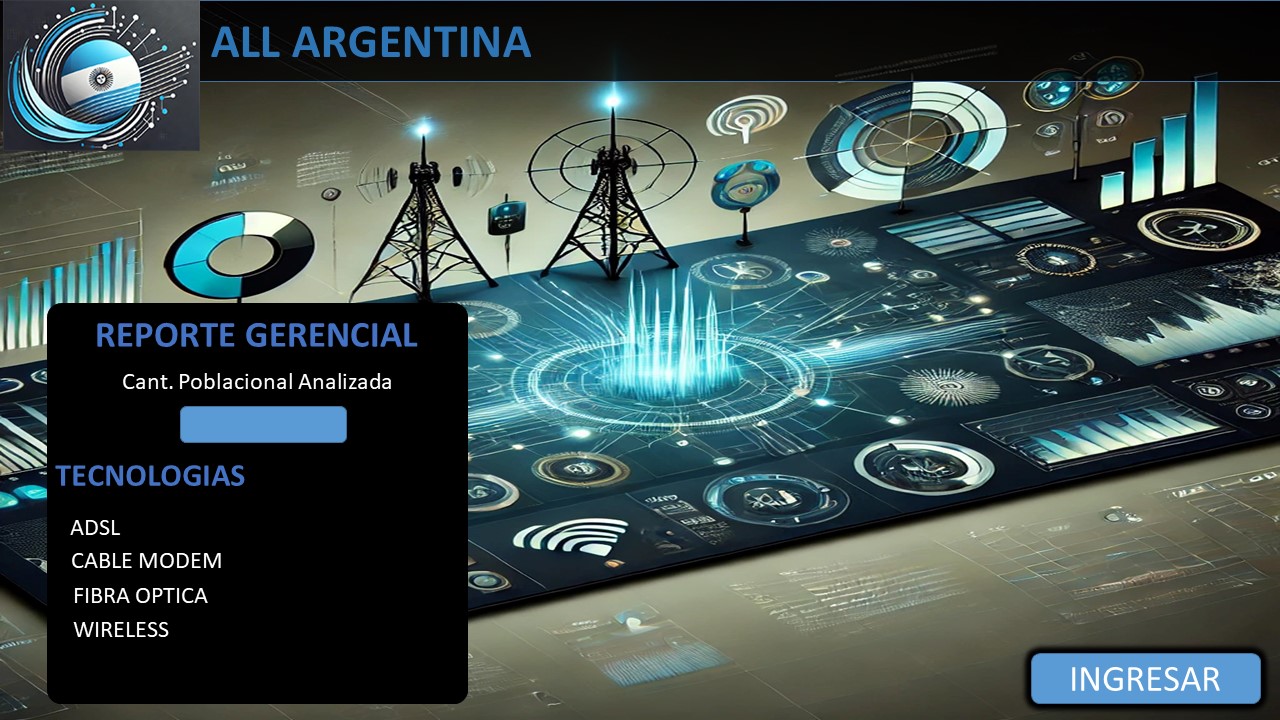 ALL ARGENTINA
REPORTE GERENCIAL
Cant. Poblacional Analizada
TECNOLOGIAS
ADSL
CABLE MODEM
FIBRA OPTICA
WIRELESS
INGRESAR